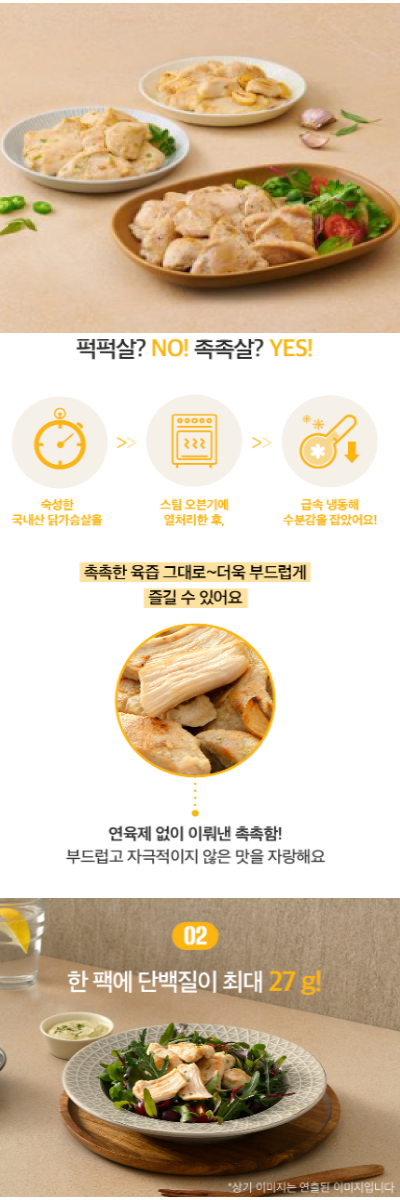 퍽퍽살? NO! 촉촉살? YES!
숙성한
국내산 닭가슴살을
스팀 오븐기에
열처리한 후,
급속 냉동해
수분감을 잡았어요!
촉촉한 육즙 그대로~더욱 부드럽게
즐길 수 있어요
연육제 없이 이뤄낸 촉촉함!
부드럽고 자극적이지 않은 맛을 자랑해요
02
한 팩에 단백질이 최대 27 g!
*상기 이미지는 연출된 이미지입니다